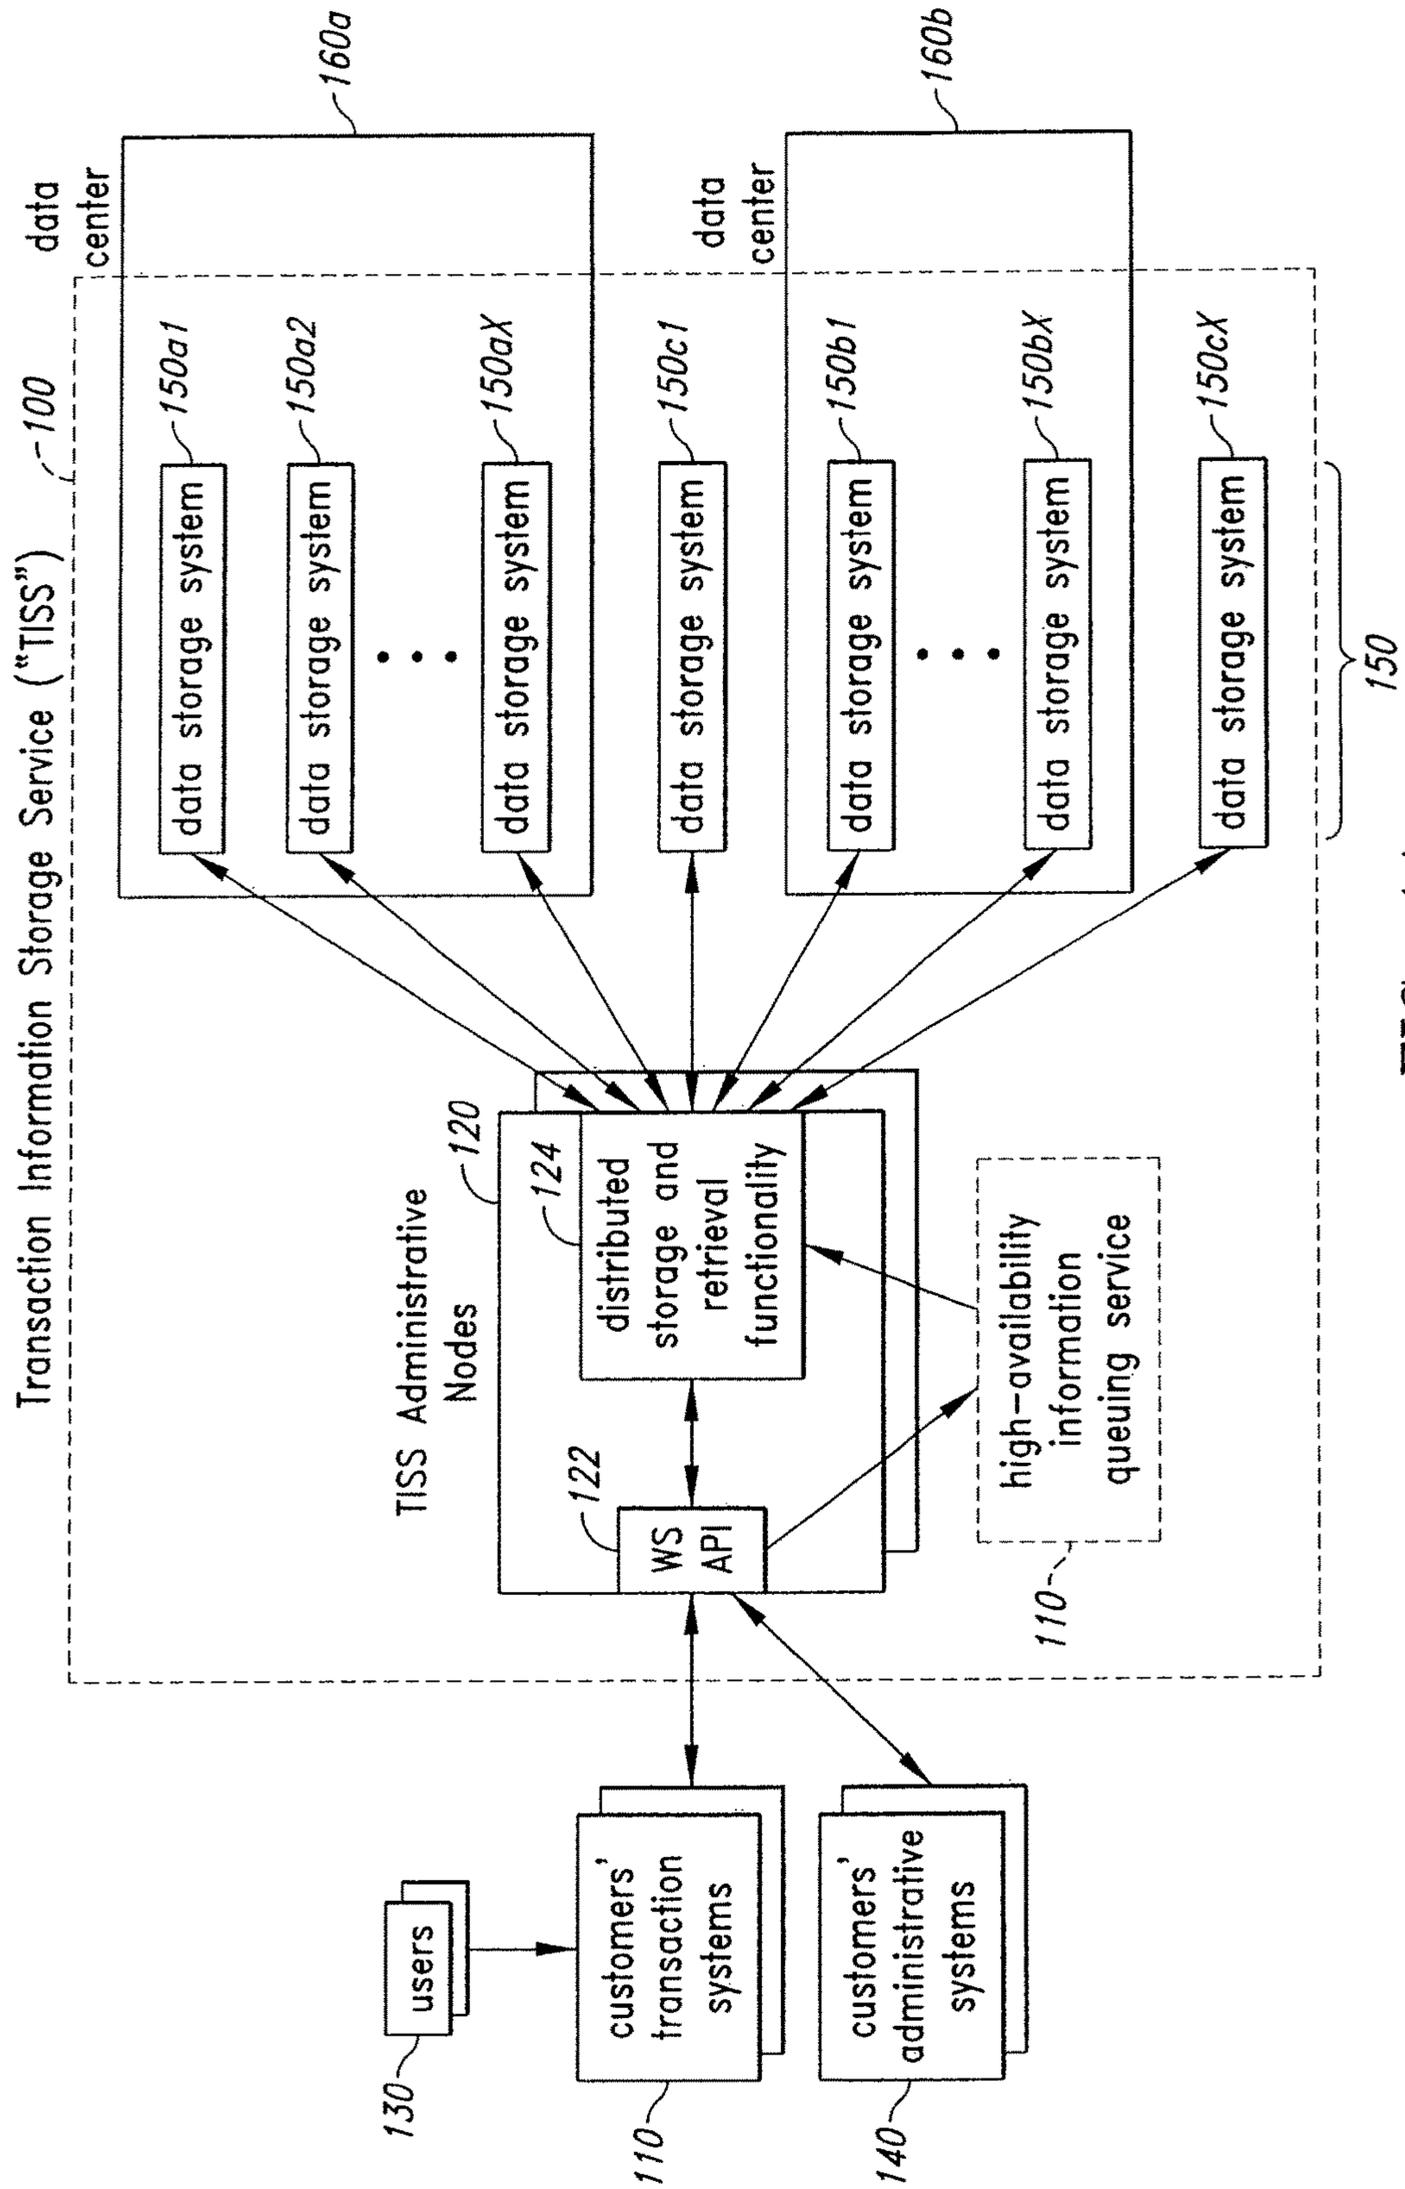 Transaction Information Storage Service ("TISS")
100
data
center
160a
data storage system
150a1
data storage system
150a2
data storage system
150aX
data storage system
150c1
data
center
160b
data storage system
150b1
data storage system
150bX
data storage system
150cX
150
TISS Administrative
Nodes
120
122
WS
API
124
distributed
storage and
retrieval
functionality
high-availability
information
queuing service
110
130
users
customers'
transaction
systems
110
customers'
administrative
systems
140